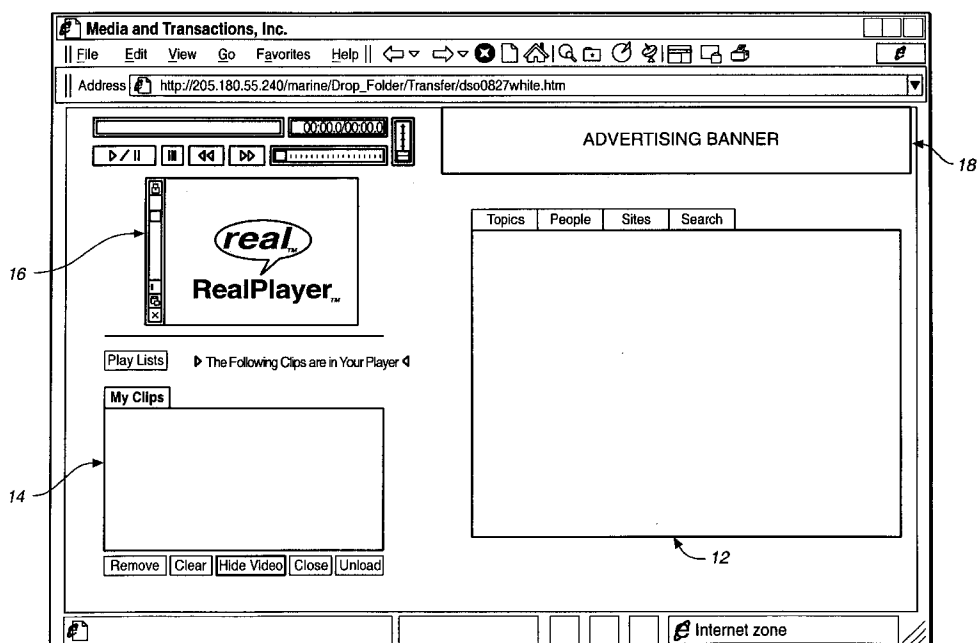 Media and Transactions, Inc.
File Edit View Go Favorites Help
Address http://205.180.55.240/marine/Drop_Folder/Transfer/dso0827white.htm
00:00.0/00:00.0
ADVERTISING BANNER
18
Topics People Sites Search
16
real™
RealPlayer™
Play Lists The Following Clips are in Your Player
My Clips
14
12
Remove Clear Hide Video Close Unload
Internet zone